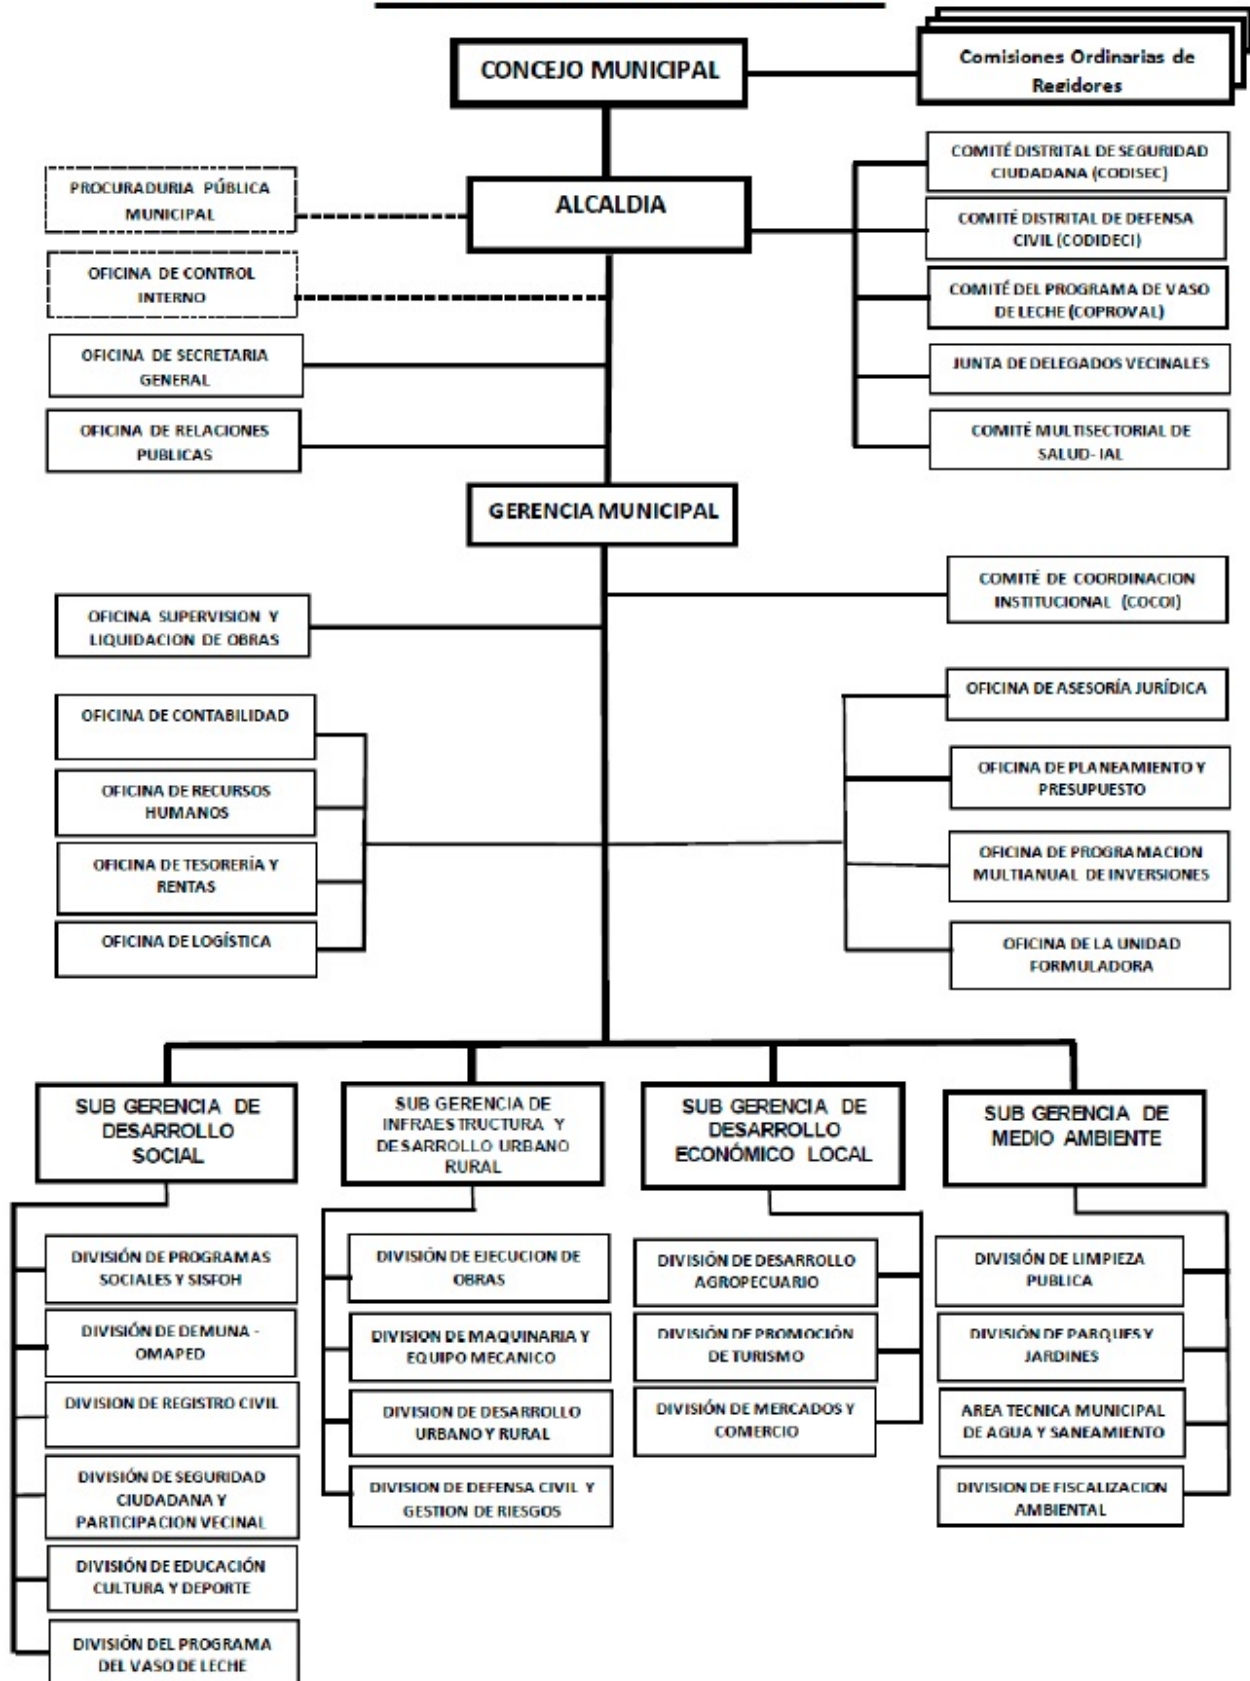 CONCEJO MUNICIPAL
Comisiones Ordinarias de
Regidores
PROCURADURIA PÚBLICA
MUNICIPAL
ALCALDIA
COMITÉ DISTRITAL DE SEGURIDAD
CIUDADANA (CODISEC)
COMITÉ DISTRITAL DE DEFENSA
CIVIL (CODIDECI)
OFICINA DE CONTROL
INTERNO
COMITÉ DEL PROGRAMA DE VASO
DE LECHE (COPROVAL)
OFICINA DE SECRETARIA
GENERAL
JUNTA DE DELEGADOS VECINALES
OFICINA DE RELACIONES
PUBLICAS
COMITÉ MULTISECTORIAL DE
SALUD- IAL
GERENCIA MUNICIPAL
COMITÉ DE COORDINACION
INSTITUCIONAL (COCOI)
OFICINA SUPERVISION Y
LIQUIDACION DE OBRAS
OFICINA DE CONTABILIDAD
OFICINA DE RECURSOS
HUMANOS
OFICINA DE TESORERÍA Y
RENTAS
OFICINA DE LOGÍSTICA
OFICINA DE ASESORÍA JURÍDICA
OFICINA DE PLANEAMIENTO Y
PRESUPUESTO
OFICINA DE PROGRAMACION
MULTIANUAL DE INVERSIONES
OFICINA DE LA UNIDAD
FORMULADORA
SUB GERENCIA DE
DESARROLLO
SOCIAL
DIVISIÓN DE PROGRAMAS
SOCIALES Y SISFOH
DIVISIÓN DE DEMUNA -
OMAPED
DIVISION DE REGISTRO CIVIL
DIVISIÓN DE SEGURIDAD
CIUDADANA Y
PARTICIPACION VECINAL
DIVISIÓN DE EDUCACIÓN
CULTURA Y DEPORTE
DIVISIÓN DEL PROGRAMA
DEL VASO DE LECHE
SUB GERENCIA DE
INFRAESTRUCTURA Y
DESARROLLO URBANO
RURAL
DIVISIÓN DE EJECUCION DE
OBRAS
DIVISION DE MAQUINARIA Y
EQUIPO MECANICO
DIVISION DE DESARROLLO
URBANO Y RURAL
DIVISION DE DEFENSA CIVIL Y
GESTION DE RIESGOS
SUB GERENCIA DE
DESARROLLO
ECONÓMICO LOCAL
DIVISIÓN DE DESARROLLO
AGROPECUARIO
DIVISIÓN DE PROMOCIÓN
DE TURISMO
DIVISIÓN DE MERCADOS Y
COMERCIO
SUB GERENCIA DE
MEDIO AMBIENTE
DIVISIÓN DE LIMPIEZA
PUBLICA
DIVISIÓN DE PARQUES Y
JARDINES
AREA TECNICA MUNICIPAL
DE AGUA Y SANEAMIENTO
DIVISION DE FISCALIZACION
AMBIENTAL